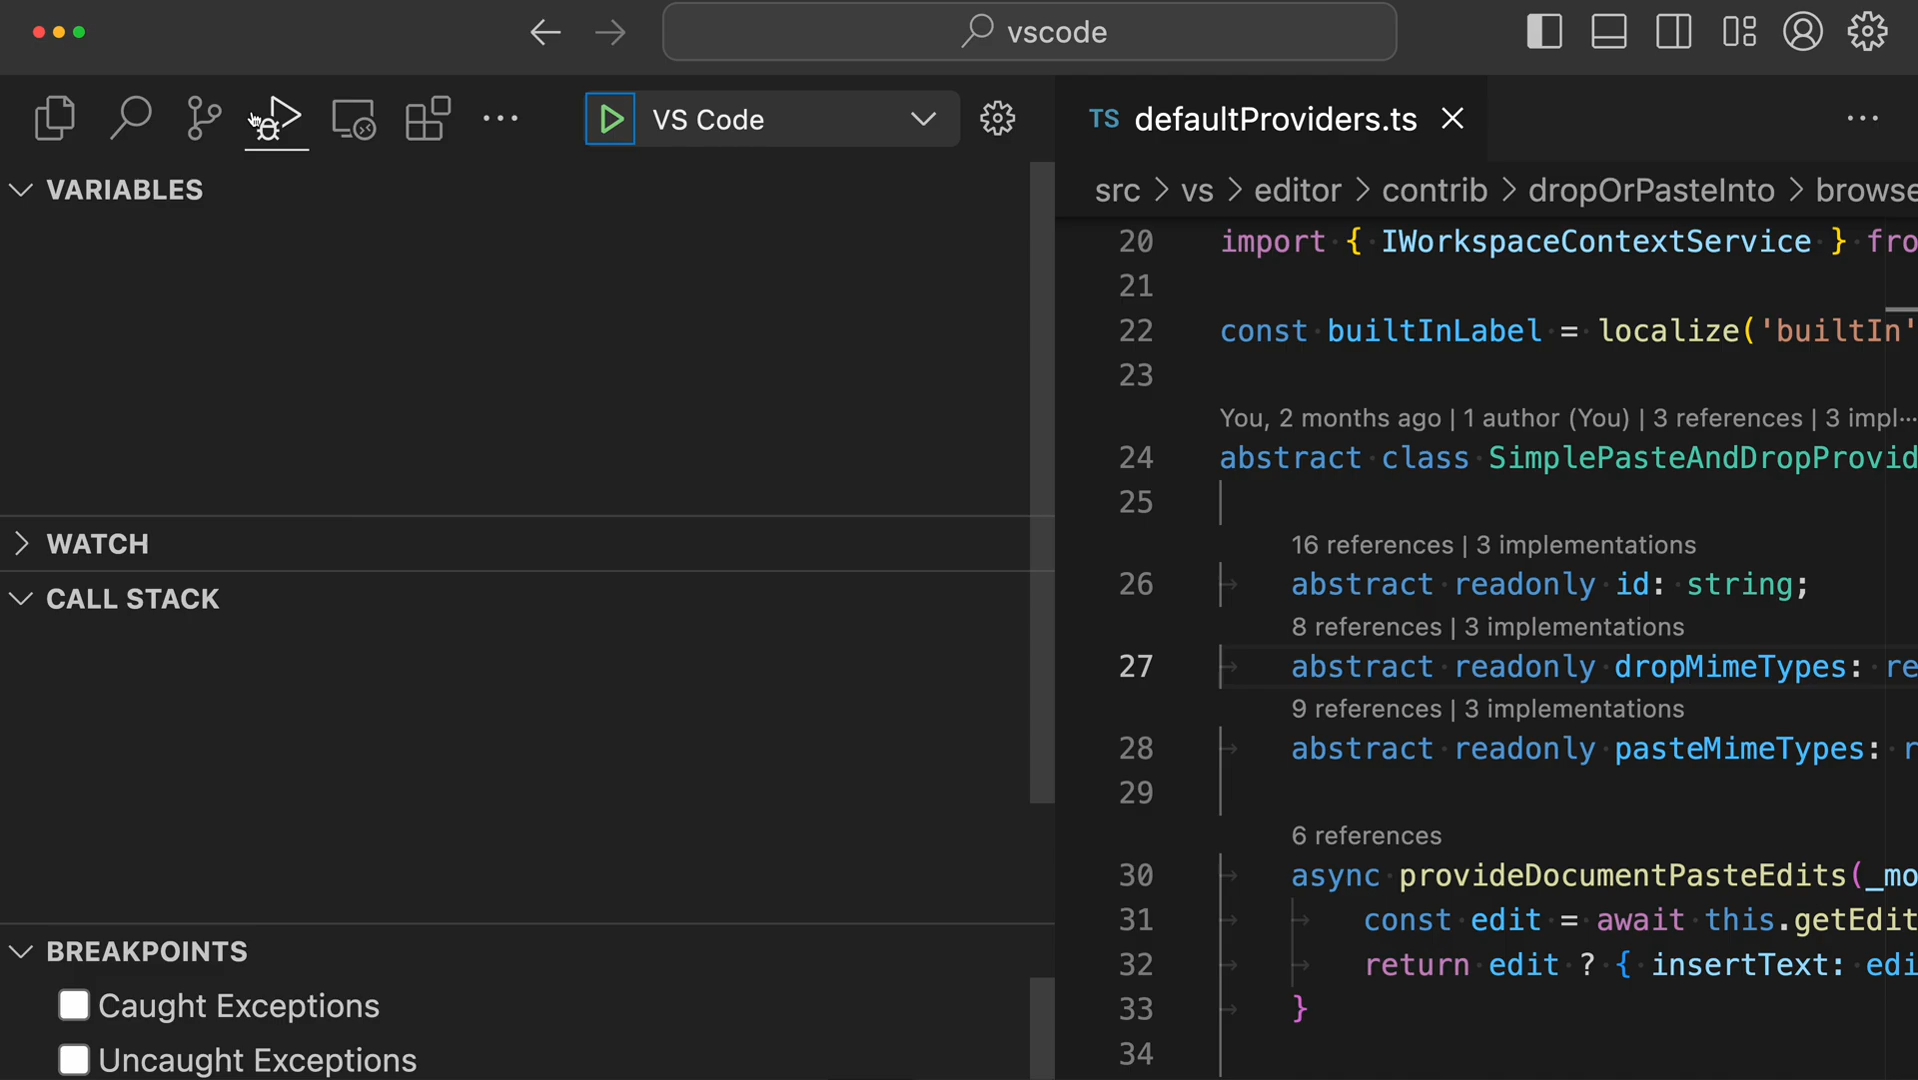 vscode
VS Code
TS defaultProviders.ts
src > vs > editor > contrib > dropOrPasteInto > browse
VARIABLES
WATCH
CALL STACK
BREAKPOINTS
Caught Exceptions
Uncaught Exceptions
20 import { IWorkspaceContextService } fro
21
22 const builtInLabel = localize('builtIn'
23
You, 2 months ago | 1 author (You) | 3 references | 3 impl···
24 abstract class SimplePasteAndDropProvid
25
16 references | 3 implementations
26 abstract readonly id: string;
8 references | 3 implementations
27 abstract readonly dropMimeTypes: re
9 references | 3 implementations
28 abstract readonly pasteMimeTypes: r
29
6 references
30 async provideDocumentPasteEdits(_mo
31 const edit = await this.getEdit
32 return edit ? { insertText: edi
33 }
34